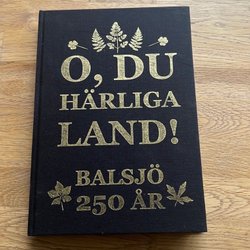 O, DU
HÄRLIGA
LAND!
BALSJÖ
250 ÅR